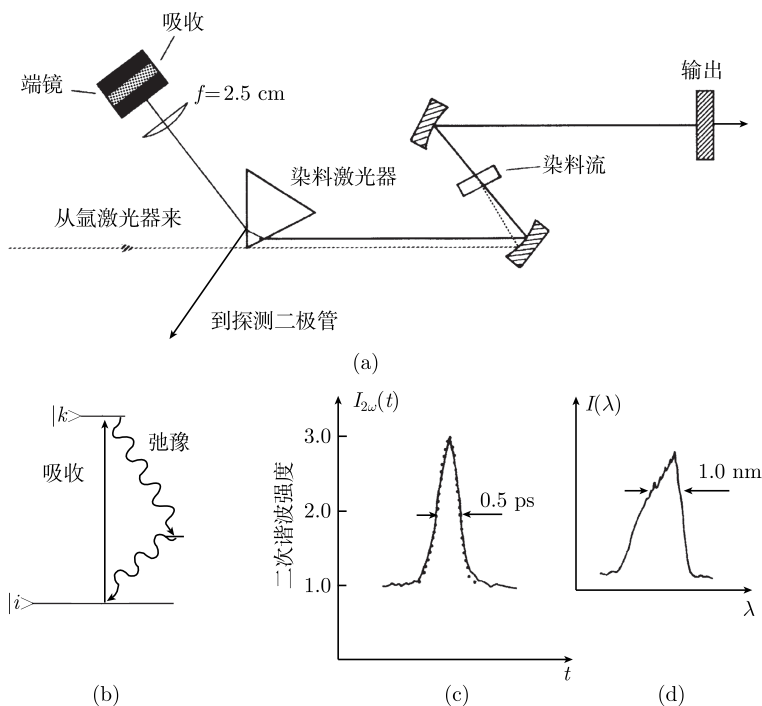 吸收
端镜
f=2.5 cm
输出
染料激光器
染料流
从氩激光器来
到探测二极管
(a)
|k>
弛豫
吸收
|i>
(b)
I₂ω(t)
3.0
2.0
1.0
二次谐波强度
0.5 ps
t
(c)
I(λ)
1.0 nm
λ
(d)